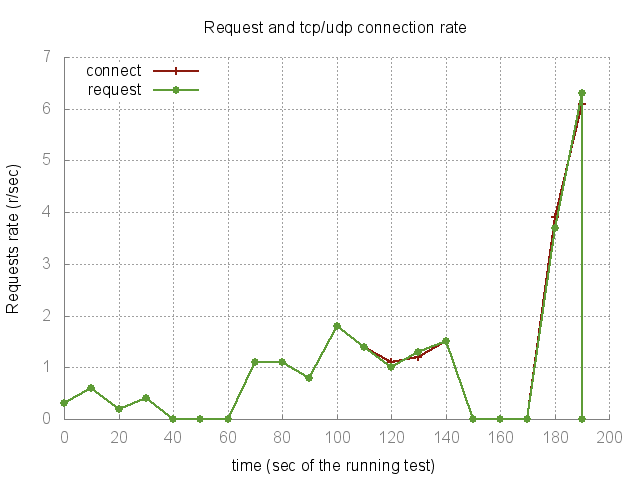 Request and tcp/udp connection rate
7
connect
request
6
5
4
3
2
1
0
0 20 40 60 80 100 120 140 160 180 200
Requests rate (r/sec)
time (sec of the running test)